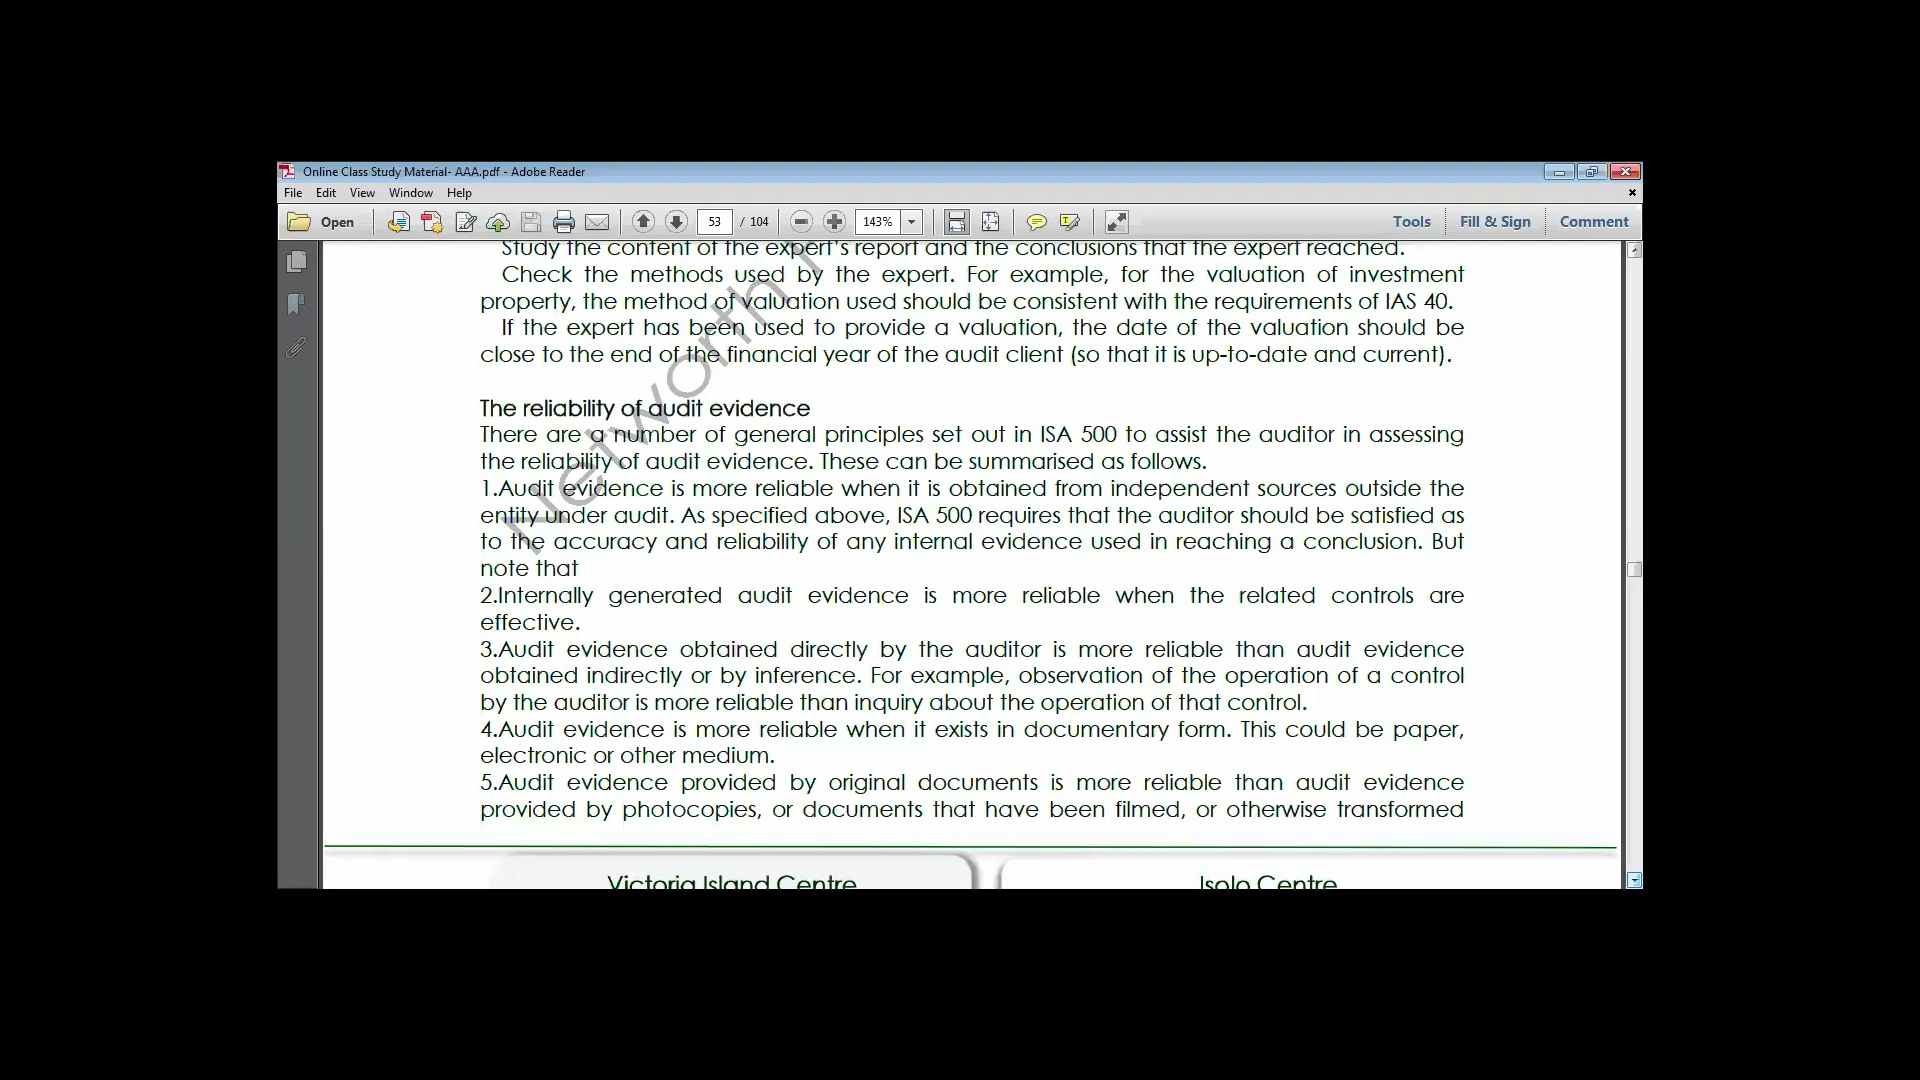 Online Class Study Material- AAA.pdf - Adobe Reader
File Edit View Window Help
Open 53 / 104 143% Tools Fill & Sign Comment
Study the content of the expert's report and the conclusions that the expert reached.
Check the methods used by the expert. For example, for the valuation of investment
property, the method of valuation used should be consistent with the requirements of IAS 40.
If the expert has been used to provide a valuation, the date of the valuation should be
close to the end of the financial year of the audit client (so that it is up-to-date and current).
The reliability of audit evidence
There are a number of general principles set out in ISA 500 to assist the auditor in assessing
the reliability of audit evidence. These can be summarised as follows.
1.Audit evidence is more reliable when it is obtained from independent sources outside the
entity under audit. As specified above, ISA 500 requires that the auditor should be satisfied as
to the accuracy and reliability of any internal evidence used in reaching a conclusion. But
note that
2.Internally generated audit evidence is more reliable when the related controls are
effective.
3.Audit evidence obtained directly by the auditor is more reliable than audit evidence
obtained indirectly or by inference. For example, observation of the operation of a control
by the auditor is more reliable than inquiry about the operation of that control.
4.Audit evidence is more reliable when it exists in documentary form. This could be paper,
electronic or other medium.
5.Audit evidence provided by original documents is more reliable than audit evidence
provided by photocopies, or documents that have been filmed, or otherwise transformed
Victoria Island Centre Isolo Centre
Networth